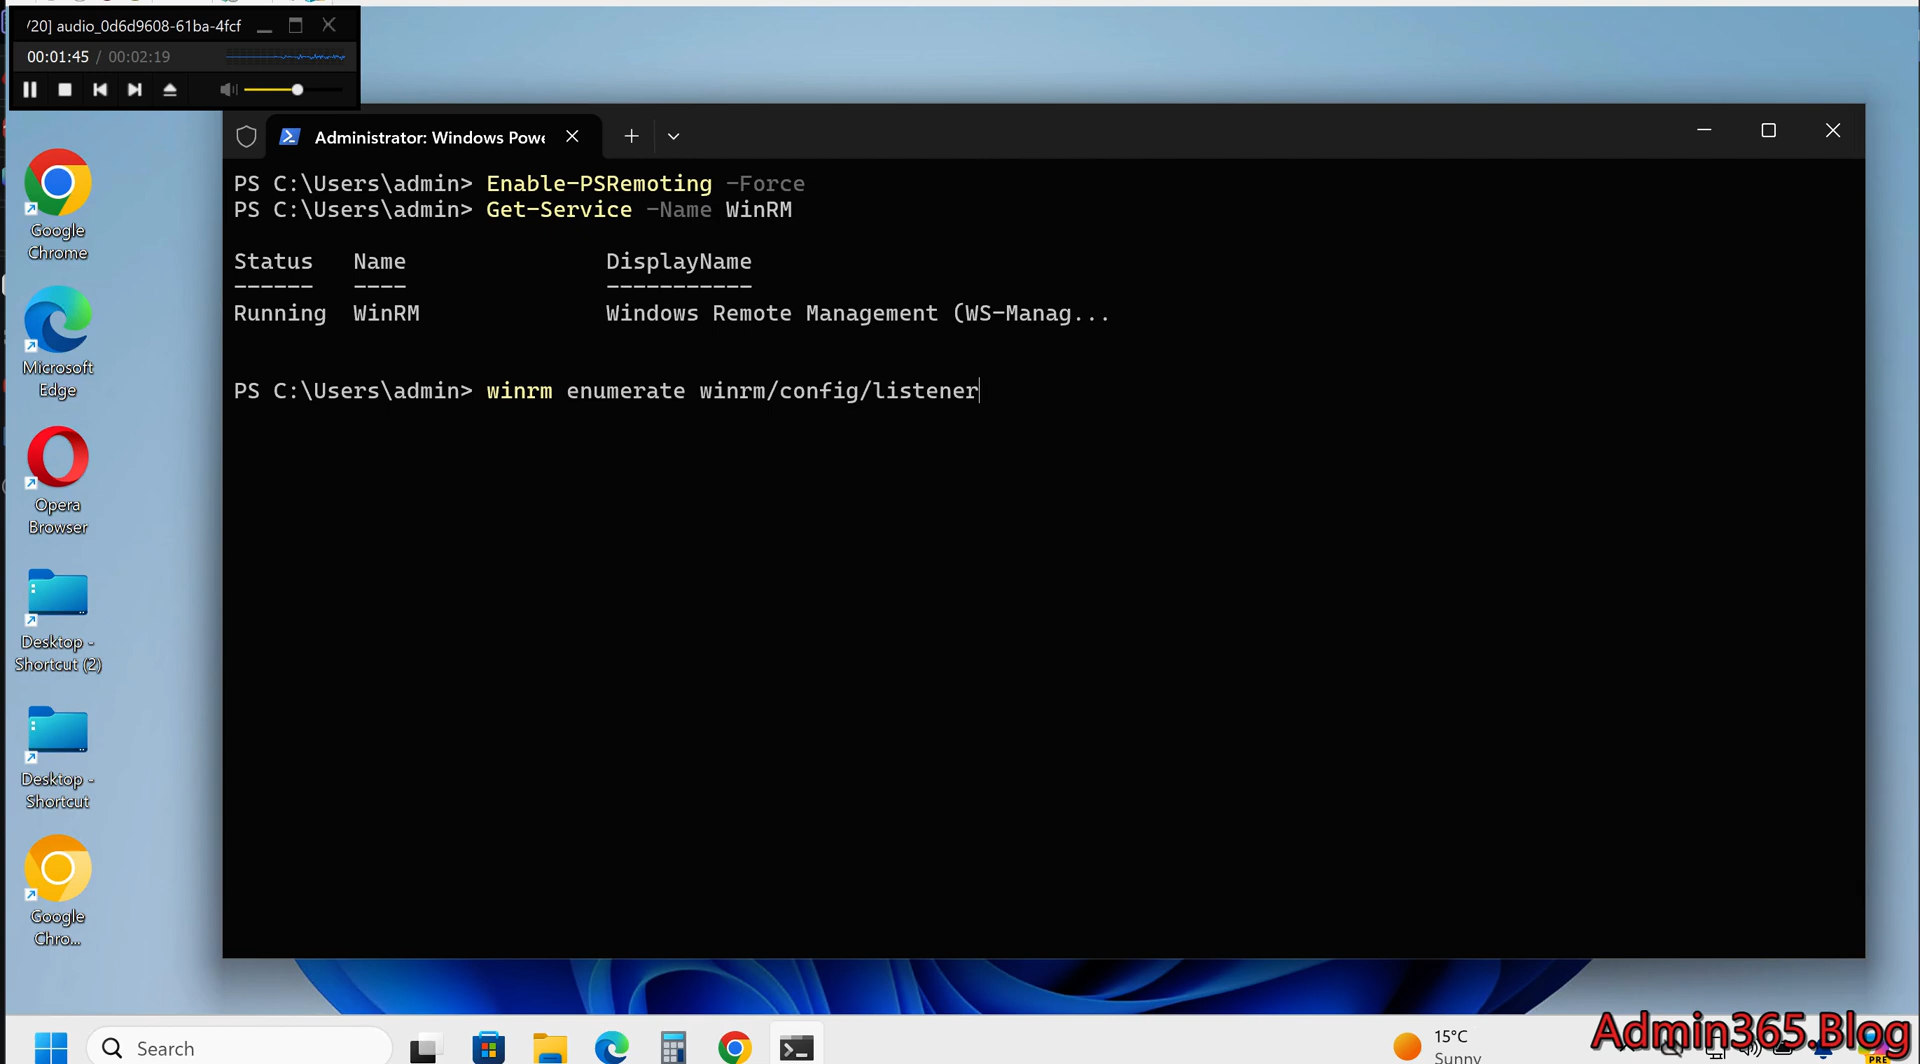 /20] audio_0d6d9608-61ba-4fcf
00:01:45 / 00:02:19
Administrator: Windows Powe
PS C:\Users\admin> Enable-PSRemoting -Force
PS C:\Users\admin> Get-Service -Name WinRM
Status Name DisplayName
------ ---- -----------
Running WinRM Windows Remote Management (WS-Manag...
PS C:\Users\admin> winrm enumerate winrm/config/listener
Google
Chrome
Microsoft
Edge
Opera
Browser
Desktop -
Shortcut (2)
Desktop -
Shortcut
Google
Chro...
Search
15°C
Sunny
Admin365.Blog
PRE